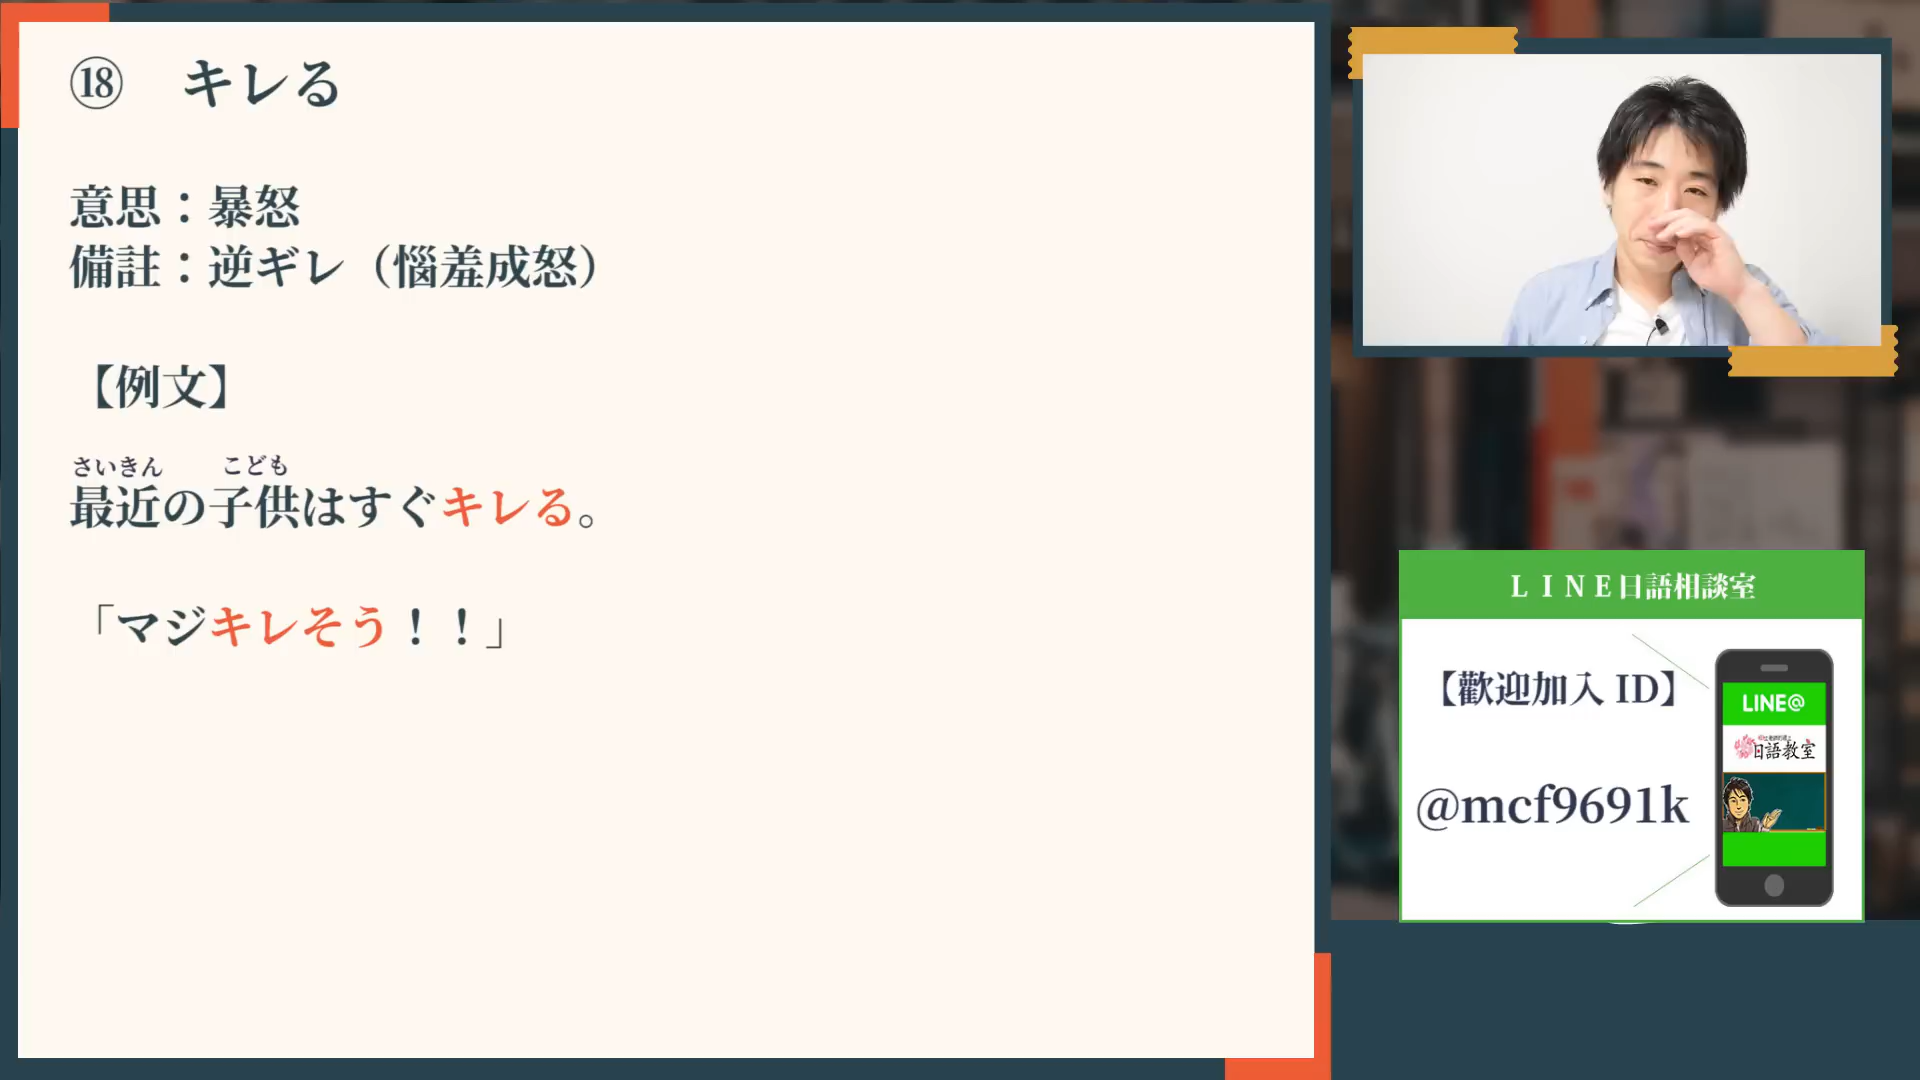 ⑱　キレる
意思：暴怒
備註：逆ギレ（惱羞成怒）
【例文】
さいきん　こども
最近の子供はすぐキレる。
「マジキレそう！！」
ＬＩＮＥ日語相談室
【歡迎加入 ID】
@mcf9691k
LINE@
日語教室